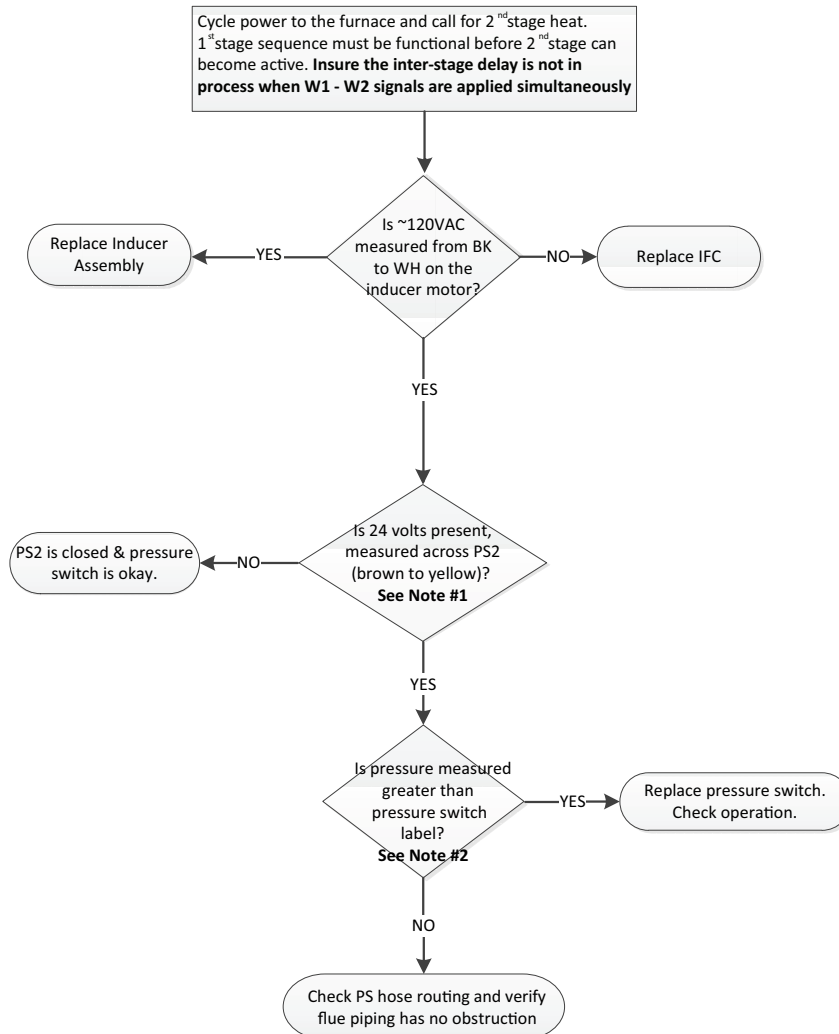 Cycle power to the furnace and call for 2nd stage heat.
1st stage sequence must be functional before 2nd stage can
become active. Insure the inter-stage delay is not in
process when W1 - W2 signals are applied simultaneously
Is ~120VAC
measured from BK
to WH on the
inducer motor?
YES
Replace Inducer
Assembly
NO
Replace IFC
YES
Is 24 volts present,
measured across PS2
(brown to yellow)?
See Note #1
NO
PS2 is closed & pressure
switch is okay.
YES
Is pressure measured
greater than
pressure switch
label?
See Note #2
YES
Replace pressure switch.
Check operation.
NO
Check PS hose routing and verify
flue piping has no obstruction